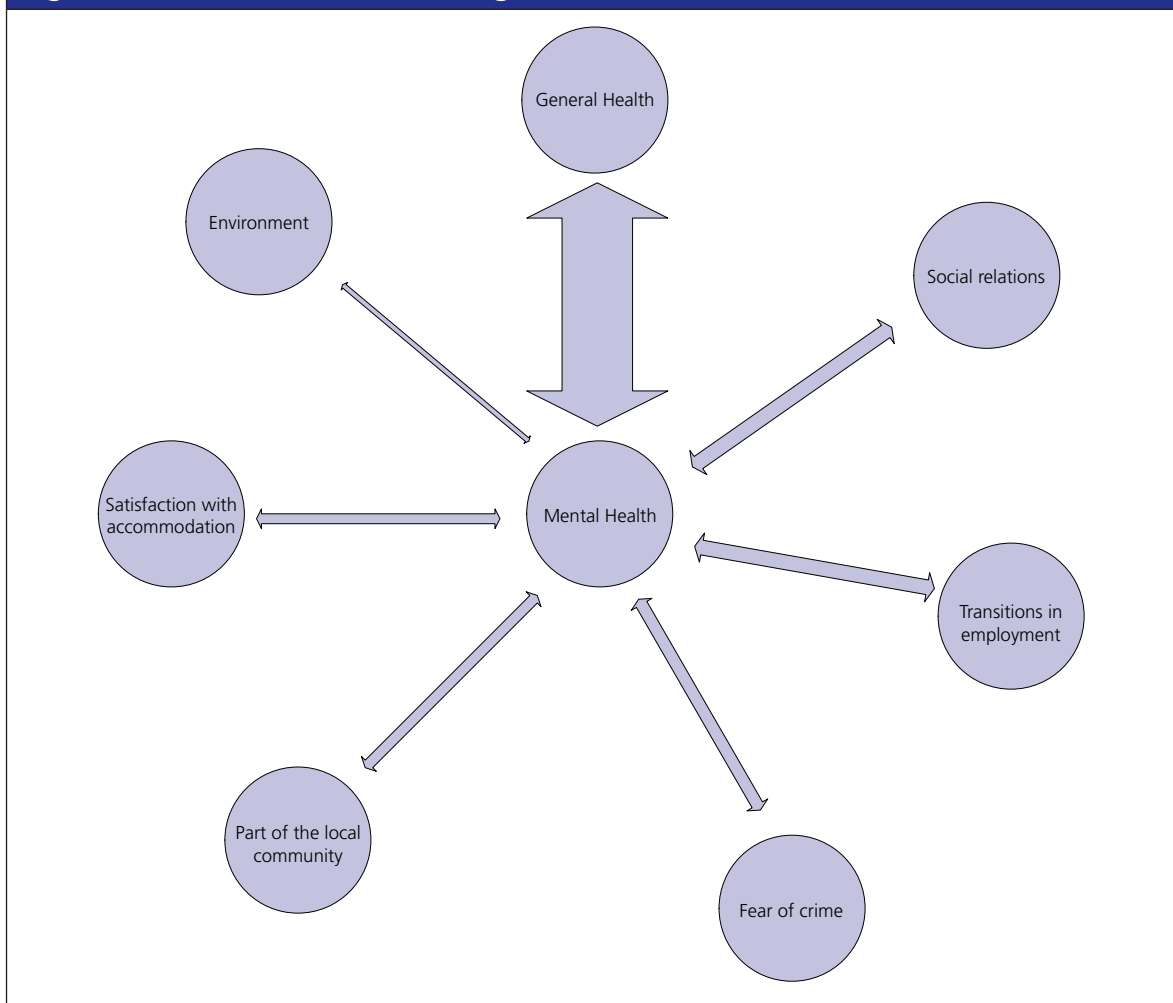 General Health
Environment
Social relations
Satisfaction with
accommodation
Mental Health
Transitions in
employment
Part of the local
community
Fear of crime